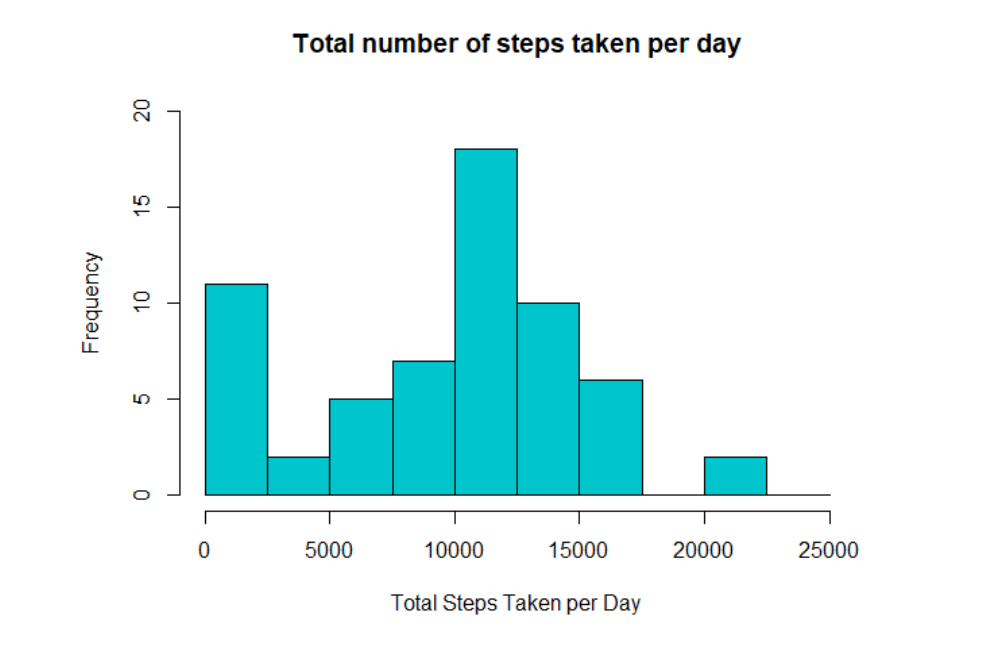 Total number of steps taken per day
Frequency
20
15
10
5
0
0 5000 10000 15000 20000 25000
Total Steps Taken per Day